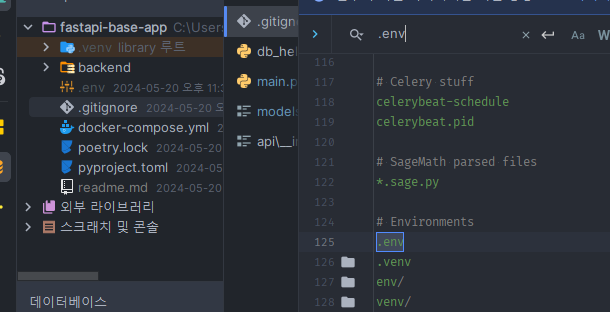 fastapi-base-app C:\Users
.venv library 루트
backend
.env 2024-05-20 오후 11:3
.gitignore 2024-05-20 오
docker-compose.yml
poetry.lock 2024-05-20
pyproject.toml 2024
readme.md 2024-05-20
외부 라이브러리
스크래치 및 콘솔
데이터베이스
.gitign
db_hel
main.p
models
api\__in
.env
Aa W
116
117 # Celery stuff
118 celerybeat-schedule
119 celerybeat.pid
120
121 # SageMath parsed files
122 *.sage.py
123
124 # Environments
125 .env
126 .venv
127 env/
128 venv/